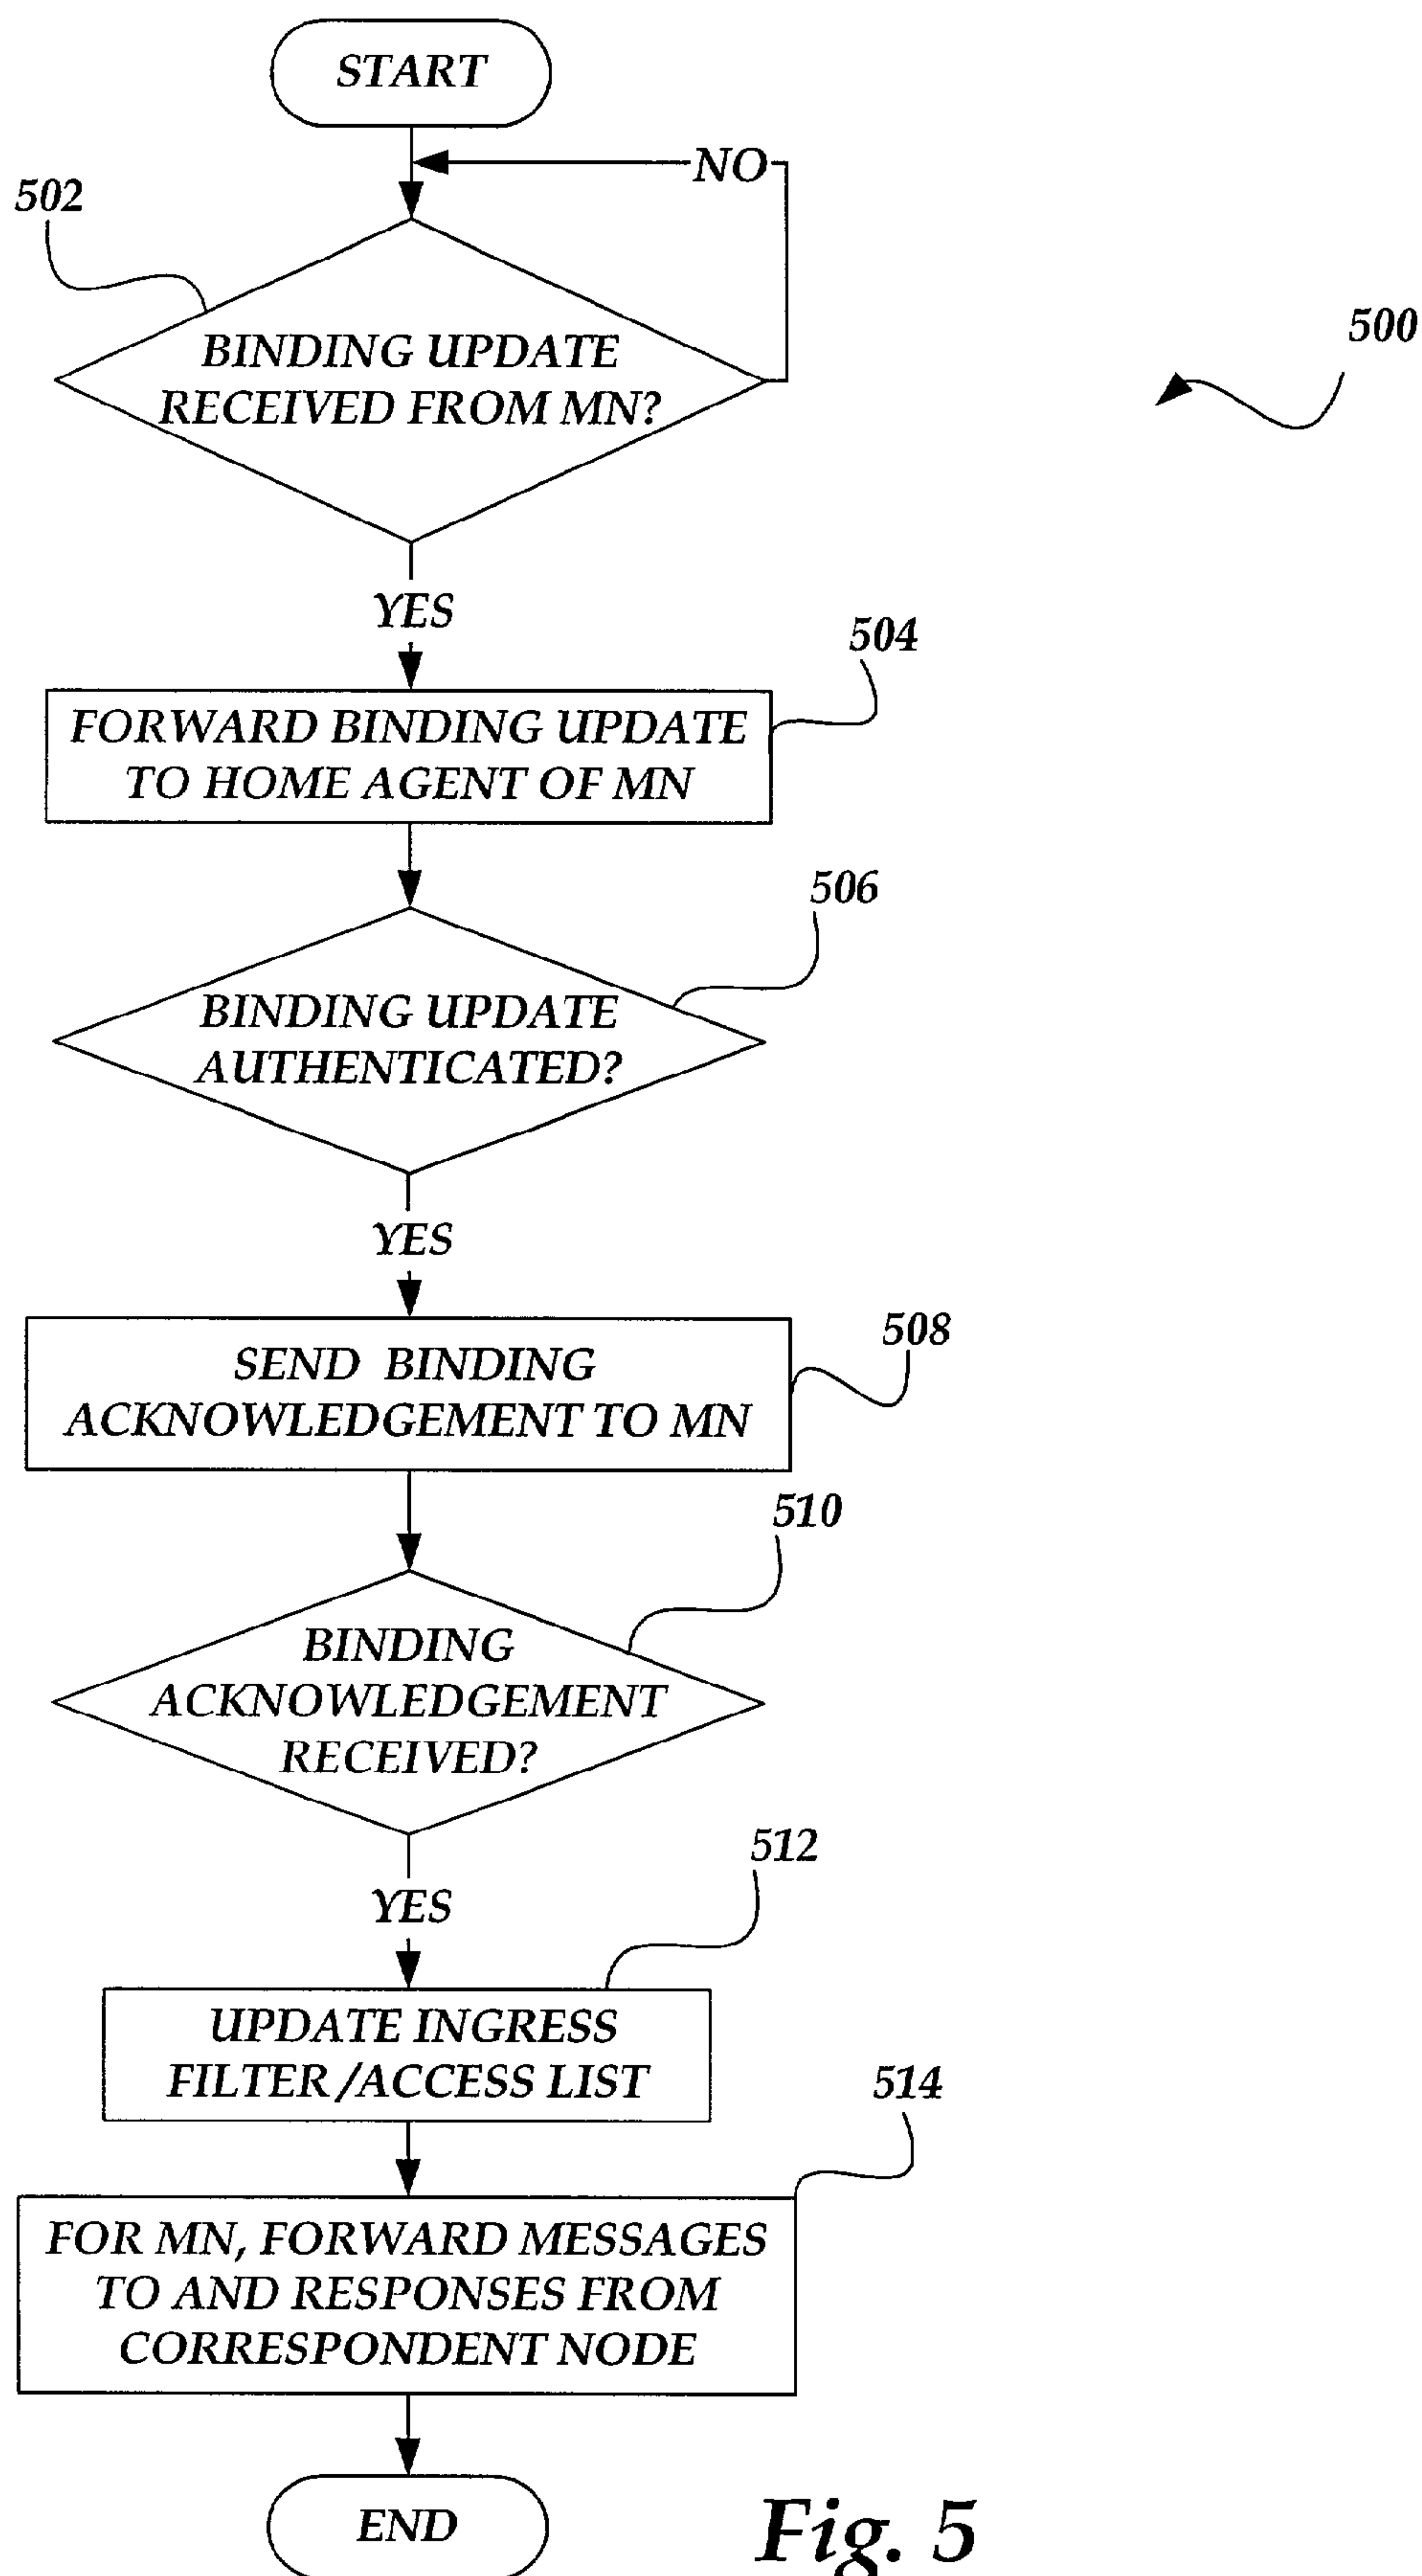 START
NO
502
BINDING UPDATE
RECEIVED FROM MN?
500
YES
504
FORWARD BINDING UPDATE
TO HOME AGENT OF MN
506
BINDING UPDATE
AUTHENTICATED?
YES
508
SEND BINDING
ACKNOWLEDGEMENT TO MN
510
BINDING
ACKNOWLEDGEMENT
RECEIVED?
YES
512
UPDATE INGRESS
FILTER/ACCESS LIST
514
FOR MN, FORWARD MESSAGES
TO AND RESPONSES FROM
CORRESPONDENT NODE
END
Fig. 5